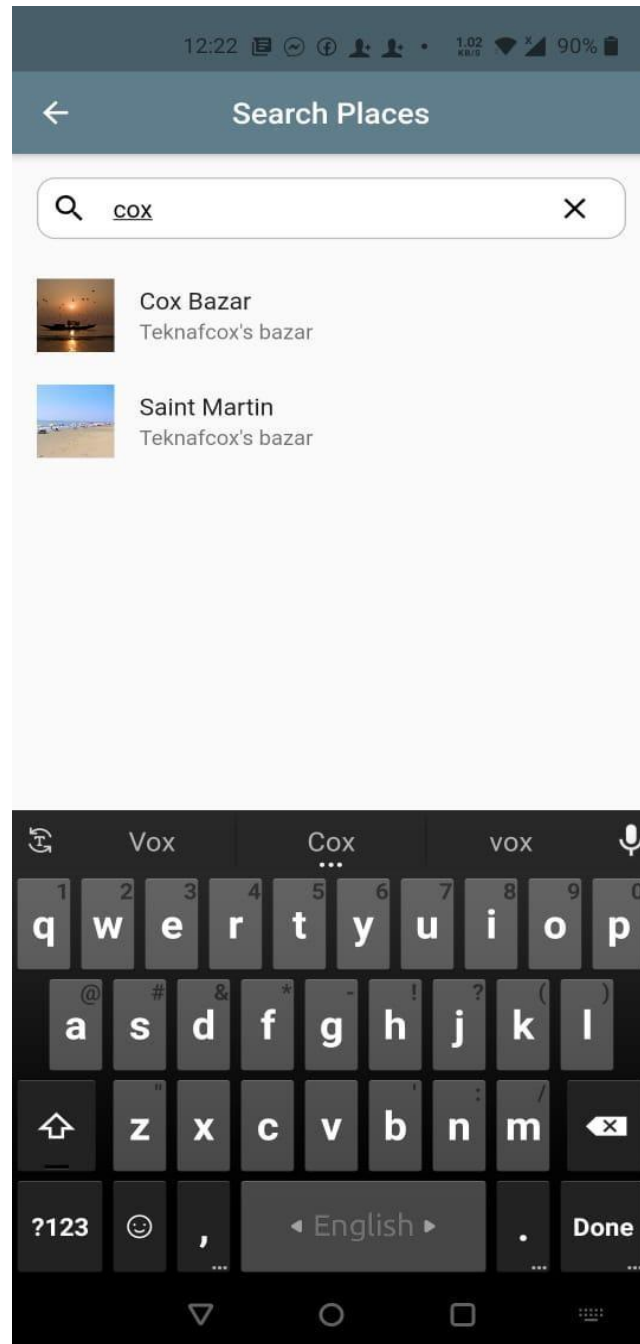 12:22 1.02 KB/S 90%
Search Places
cox
Cox Bazar
Teknafcox's bazar
Saint Martin
Teknafcox's bazar
Vox Cox vox
1 2 3 4 5 6 7 8 9 0
q w e r t y u i o p
@ # & * - ! ? ( )
a s d f g h j k l
" ' : /
z x c v b n m
?123 , English . Done